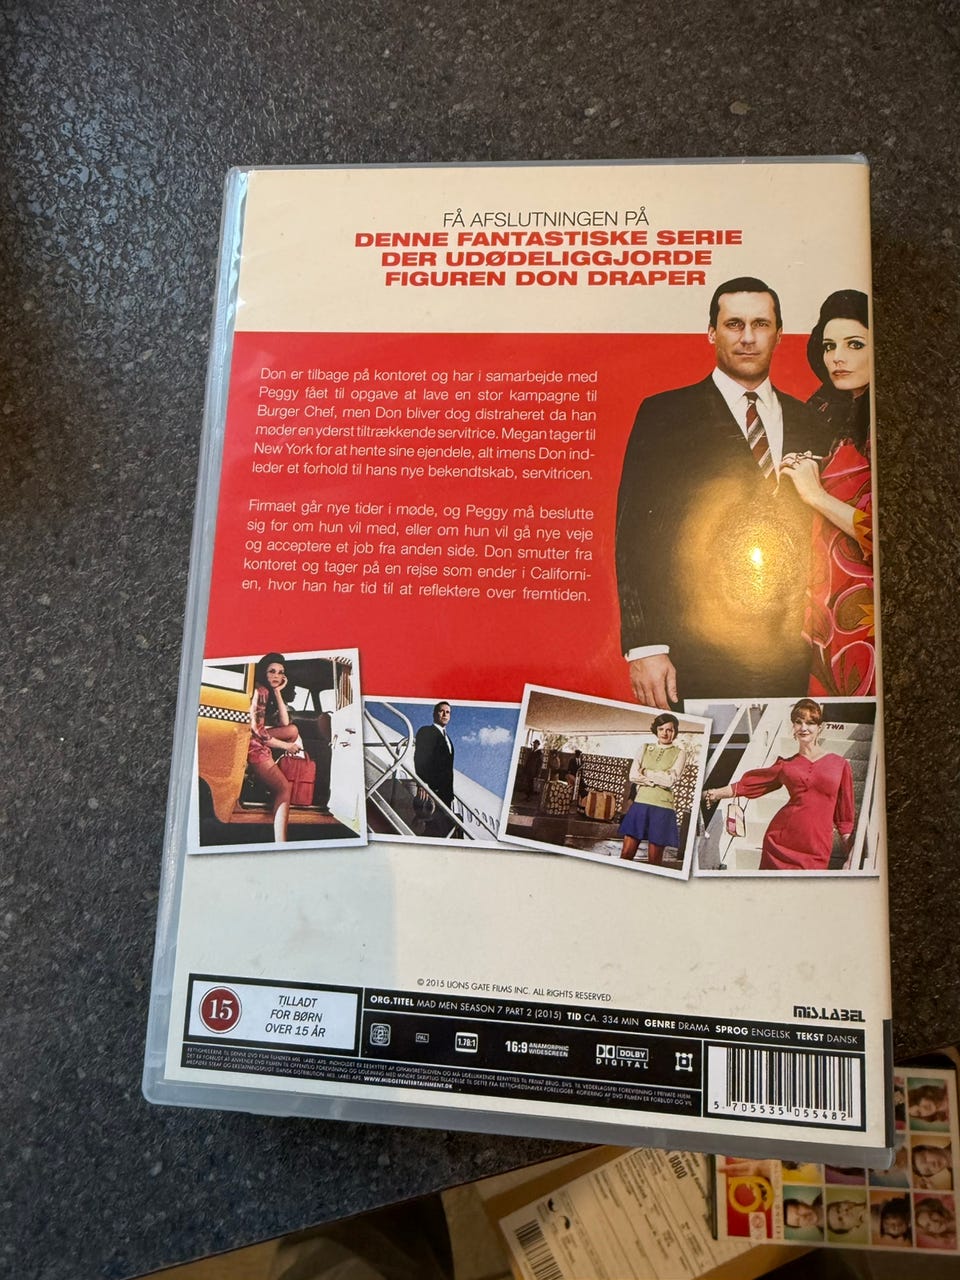 FÅ AFSLUTNINGEN PÅ
DENNE FANTASTISKE SERIE
DER UDØDELIGGJORDE
FIGUREN DON DRAPER
Don er tilbage på kontoret og har i samarbejde med
Peggy fået til opgave at lave en stor kampagne til
Burger Chef, men Don bliver dog distraheret da han
møder en yderst tiltrækkende servitrice. Megan tager til
New York for at hente sine ejendele, alt imens Don ind-
leder et forhold til hans nye bekendtskab, servitricen.
Firmaet går nye tider i møde, og Peggy må beslutte
sig for om hun vil med, eller om hun vil gå nye veje
og acceptere et job fra anden side. Don smutter fra
kontoret og tager på en rejse som ender i Californi-
en, hvor han har tid til at reflektere over fremtiden.
TWA
© 2015 LIONS GATE FILMS INC. ALL RIGHTS RESERVED.
MIS.LABEL
15
TILLADT
FOR BØRN
OVER 15 ÅR
ORG.TITEL MAD MEN SEASON 7 PART 2 (2015) TID CA. 334 MIN GENRE DRAMA SPROG ENGELSK TEKST DANSK
PAL
1.78:1
16:9 ANAMORPHIC WIDESCREEN
DOLBY DIGITAL
WWW.MIDGETENTERTAINMENT.DK
5 705535 055482
0088